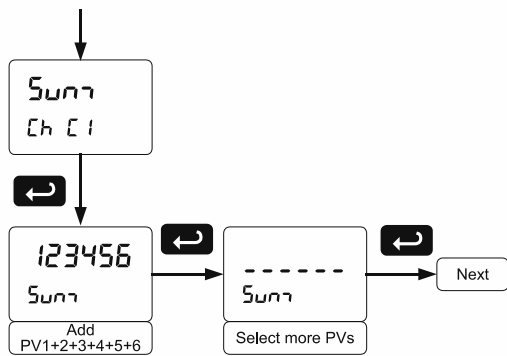 Sum
Ch C1
123456
Sum
Add
PV1+2+3+4+5+6
------
Sum
Select more PVs
Next